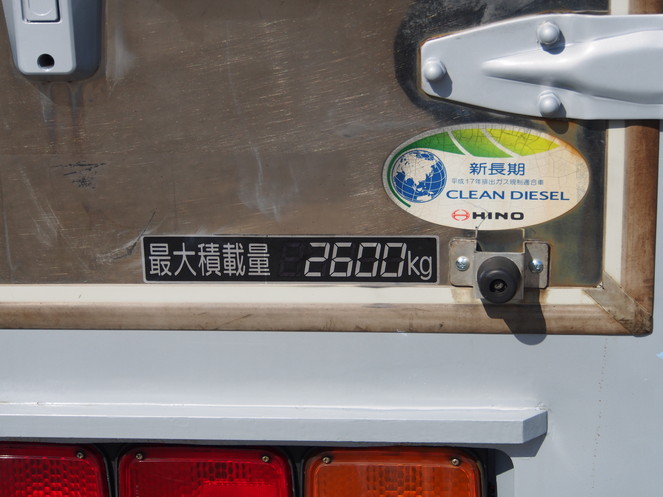 新長期
平成17年排出ガス規制適合車
CLEAN DIESEL
HINO
最大積載量 2600kg